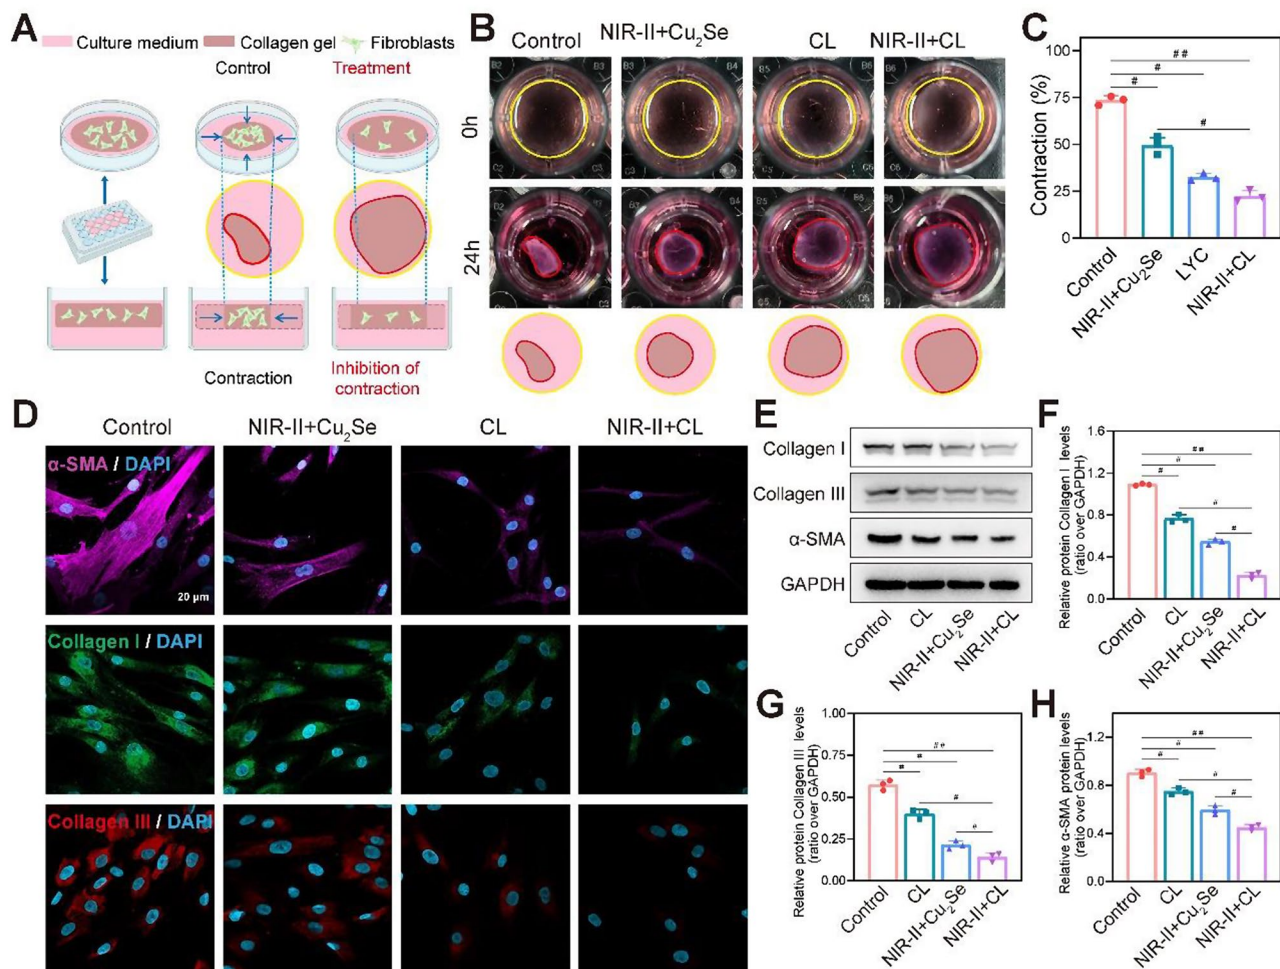 A
Culture medium
Collagen gel
Fibroblasts
Control
Treatment
Contraction
Inhibition of
contraction
B
Control
NIR-II+Cu₂Se
CL
NIR-II+CL
0h
24h
C
Contraction (%)
100
75
50
25
0
##
#
#
#
Control
NIR-II+Cu₂Se
LYC
NIR-II+CL
D
Control
NIR-II+Cu₂Se
CL
NIR-II+CL
α-SMA / DAPI
20 µm
Collagen I / DAPI
Collagen III / DAPI
E
Collagen I
Collagen III
α-SMA
GAPDH
Control
CL
NIR-II+Cu₂Se
NIR-II+CL
F
Relative protein Collagen I levels
(ratio over GAPDH)
1.6
1.2
0.8
0.4
0.0
##
#
#
#
#
Control
CL
NIR-II+Cu₂Se
NIR-II+CL
G
Relative protein Collagen III levels
(ratio over GAPDH)
1.00
0.75
0.50
0.25
0.00
##
#
#
#
#
Control
CL
NIR-II+Cu₂Se
NIR-II+CL
H
Relative α-SMA protein levels
(ratio over GAPDH)
1.2
0.8
0.4
0.0
##
#
#
#
#
Control
CL
NIR-II+Cu₂Se
NIR-II+CL